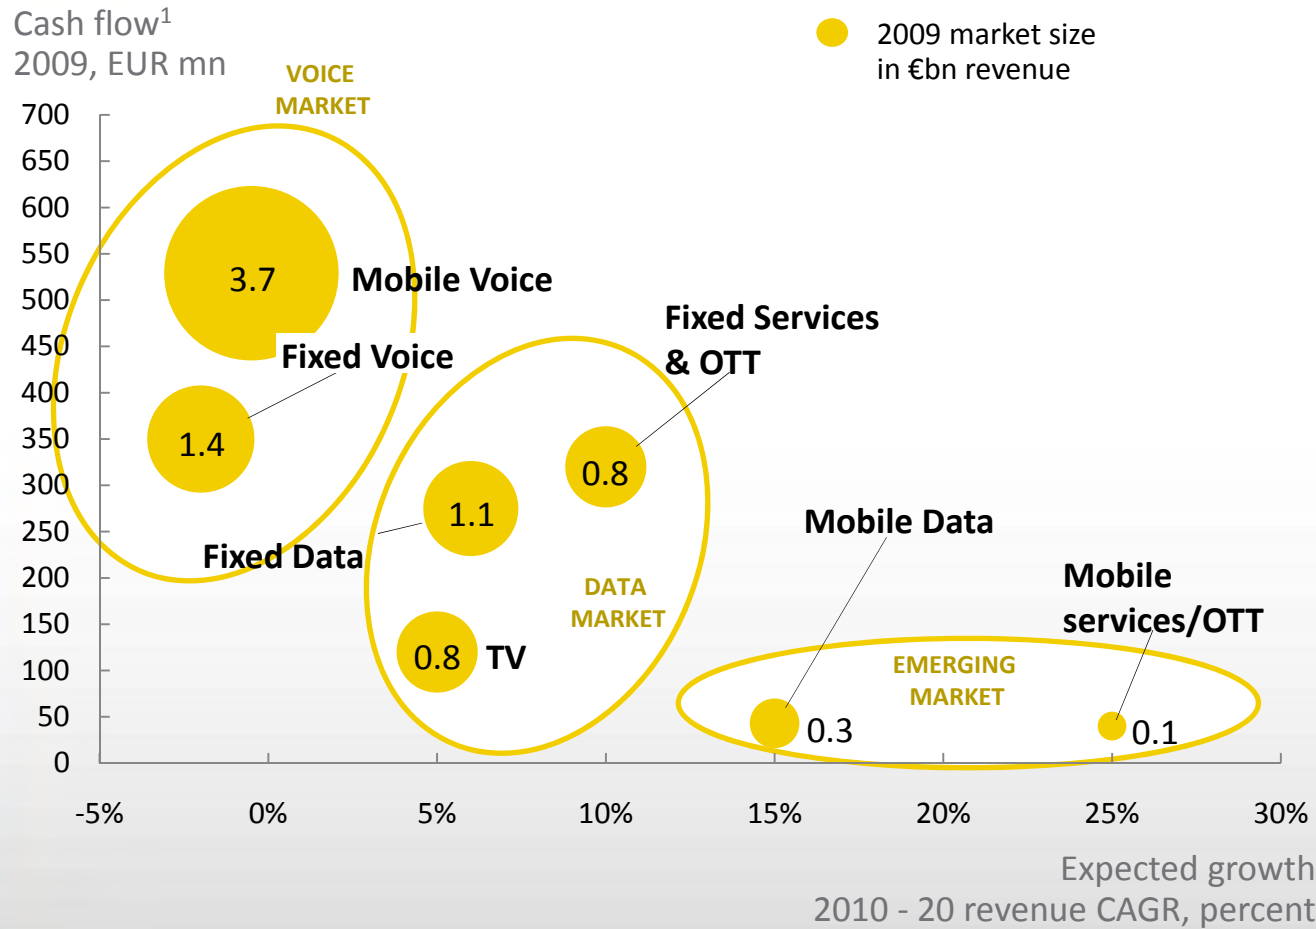 Cash flow1
2009, EUR mn
2009 market size
in €bn revenue
VOICE
MARKET
700
650
600
550
500
450
400
350
300
250
200
150
100
50
0
3.7
Mobile Voice
Fixed Voice
1.4
Fixed Services
& OTT
0.8
1.1
Fixed Data
DATA
MARKET
0.8
TV
Mobile Data
Mobile
services/OTT
EMERGING
MARKET
0.3
0.1
-5%
0%
5%
10%
15%
20%
25%
30%
Expected growth
2010 - 20 revenue CAGR, percent